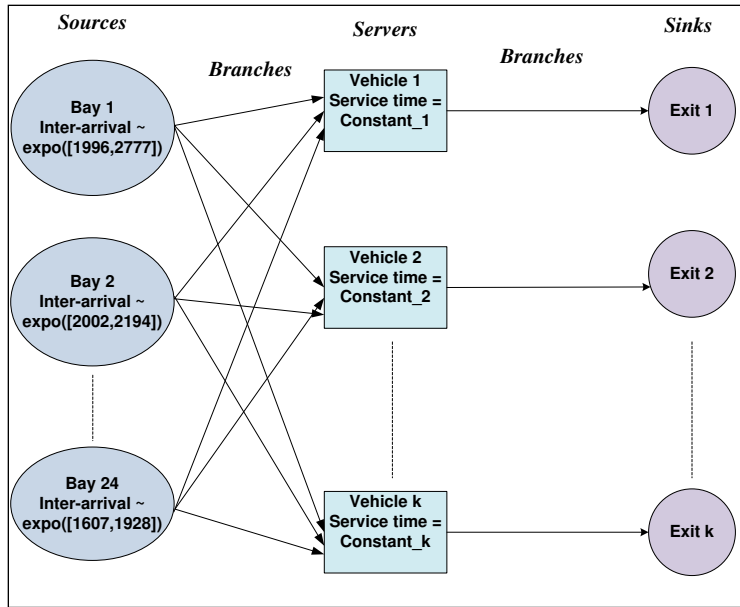 Sources
Branches
Servers
Branches
Sinks
Bay 1
Inter-arrival ~
expo([1996,2777])
Vehicle 1
Service time =
Constant_1
Exit 1
Bay 2
Inter-arrival ~
expo([2002,2194])
Vehicle 2
Service time =
Constant_2
Exit 2
Bay 24
Inter-arrival ~
expo([1607,1928])
Vehicle k
Service time =
Constant_k
Exit k